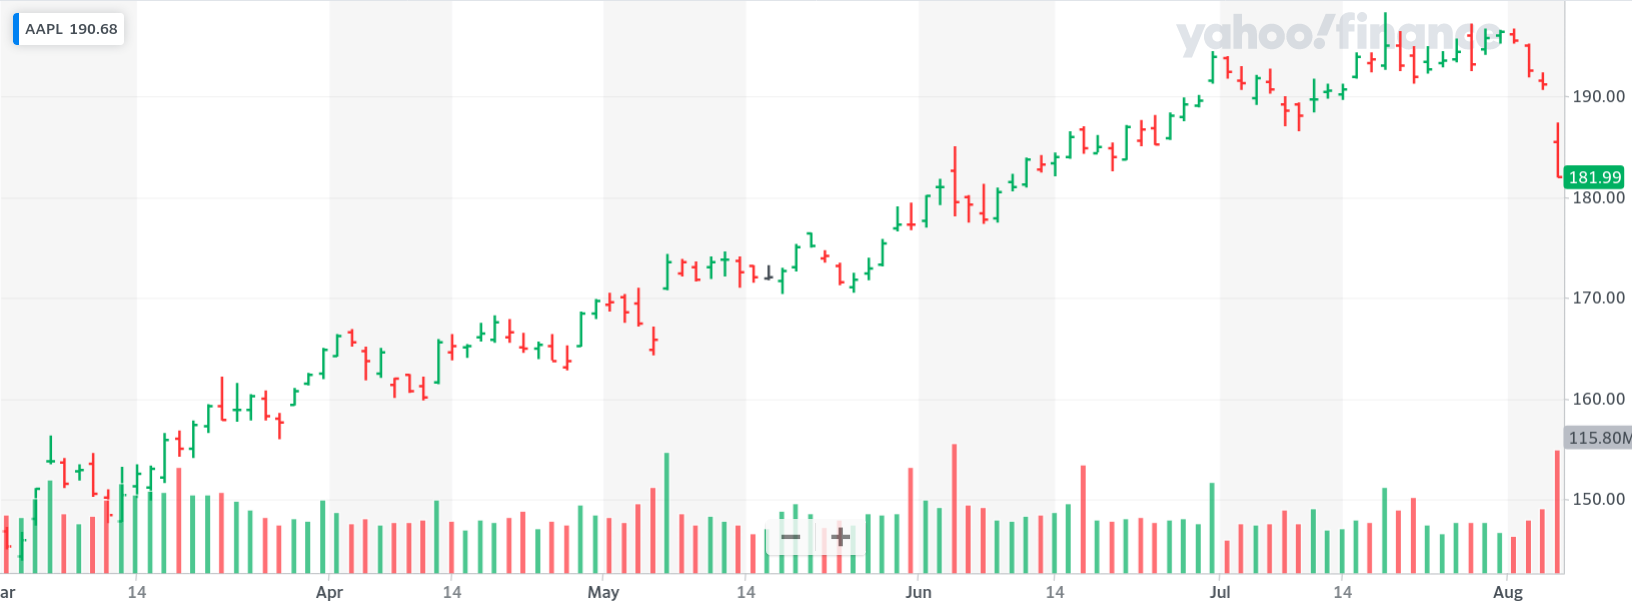 AAPL 190.68
yahoo!finance
190.00
181.99
180.00
170.00
160.00
115.80M
150.00
ar 14 Apr 14 May 14 Jun 14 Jul 14 Aug